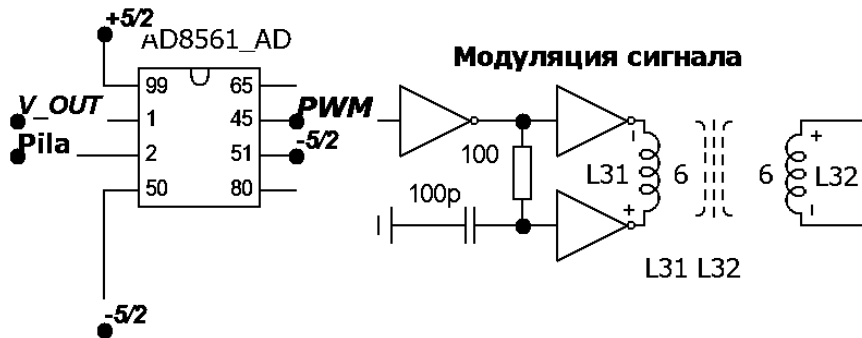 +5/2
AD8561_AD
Модуляция сигнала
99 65
V_OUT 1 45 PWM
Pila 2 51 -5/2
50 80
100
100p
-5/2
L31 6 6 L32
+ -
- +
L31 L32